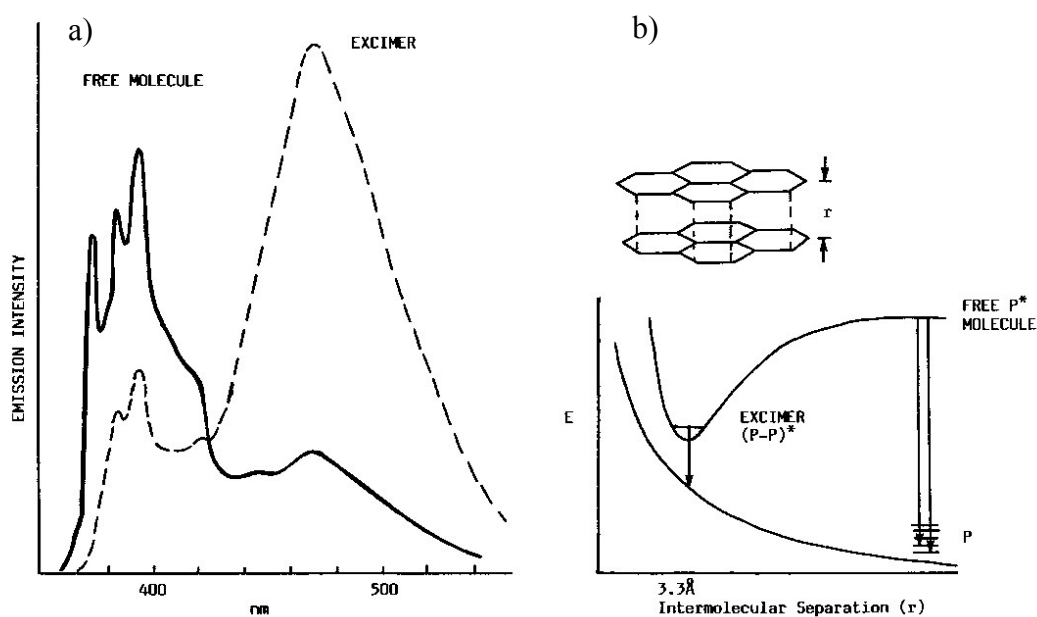 a)
FREE MOLECULE
EXCIMER
EMISSION INTENSITY
400
500
nm
b)
r
FREE P*
MOLECULE
E
EXCIMER
(P-P)*
P
3.3Å
Intermolecular Separation (r)